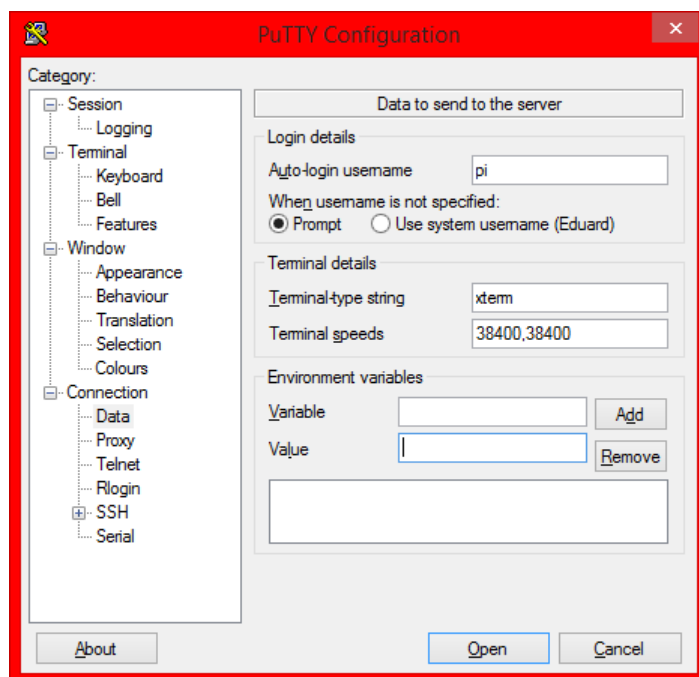 PuTTY Configuration
Category:
Session
Logging
Terminal
Keyboard
Bell
Features
Window
Appearance
Behaviour
Translation
Selection
Colours
Connection
Data
Proxy
Telnet
Rlogin
SSH
Serial
Data to send to the server
Login details
Auto-login username pi
When username is not specified:
Prompt Use system username (Eduard)
Terminal details
Terminal-type string xterm
Terminal speeds 38400,38400
Environment variables
Variable Add
Value Remove
About Open Cancel